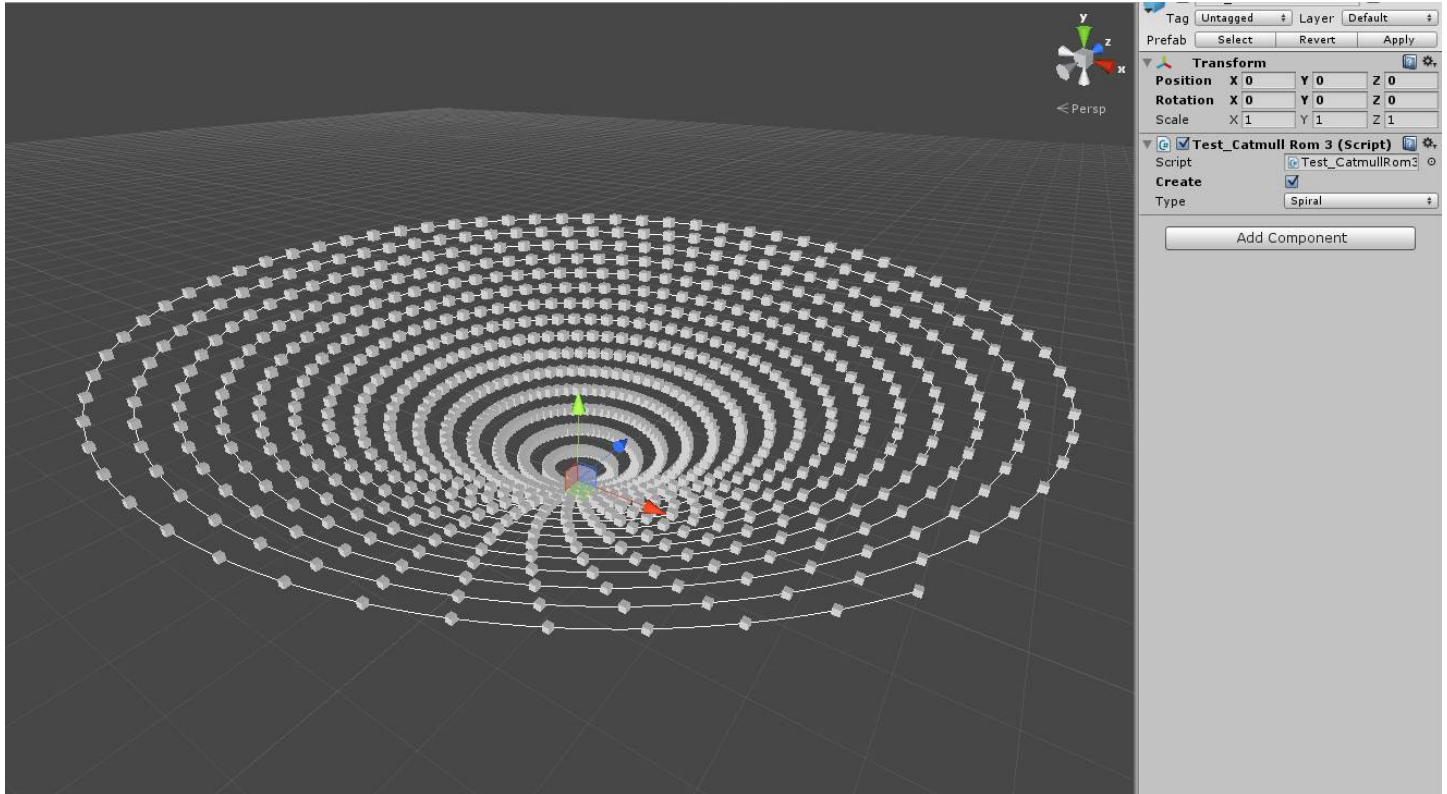 y
z
x
< Persp
Tag Untagged Layer Default
Prefab Select Revert Apply
Transform
Position X 0 Y 0 Z 0
Rotation X 0 Y 0 Z 0
Scale X 1 Y 1 Z 1
Test_Catmull Rom 3 (Script)
Script Test_CatmullRom3
Create
Type Spiral
Add Component